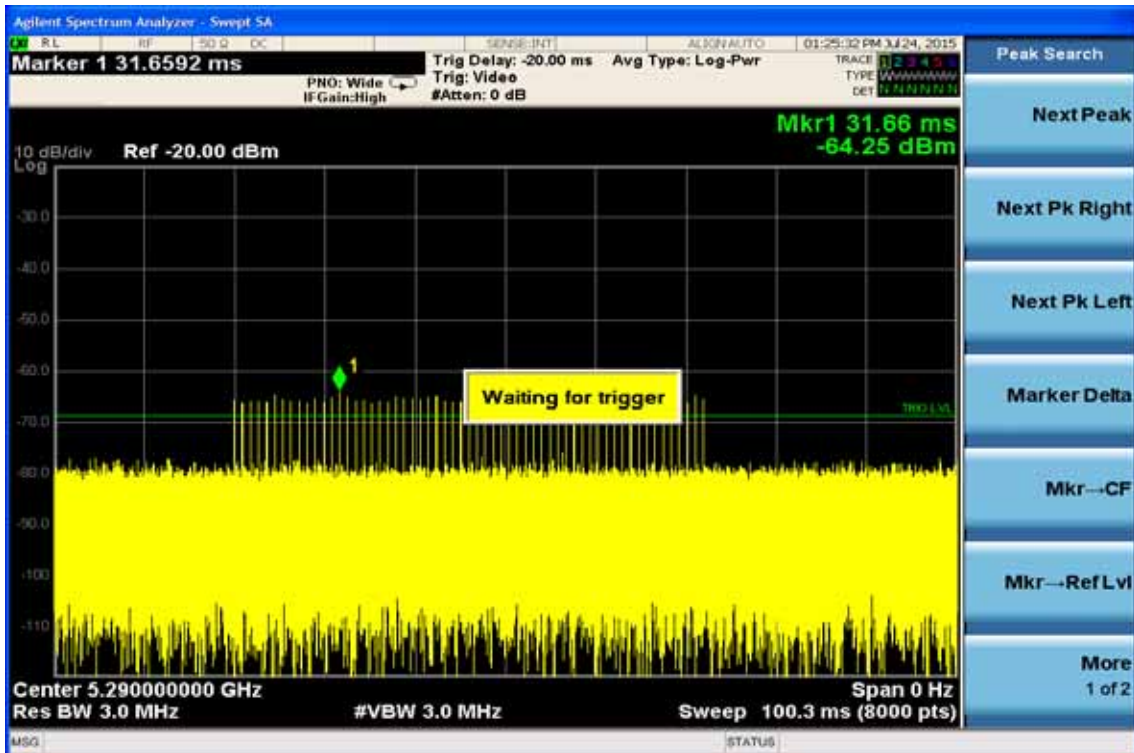 Agilent Spectrum Analyzer - Swept SA
RL RF 50 Ω DC SENSE:INT ALIGN AUTO 01:25:32 PM Jul 24, 2015
Marker 1 31.6592 ms
PNO: Wide
IFGain:High
Trig Delay: -20.00 ms
Trig: Video
#Atten: 0 dB
Avg Type: Log-Pwr
TRACE 1 2 3 4 5 6
TYPE WWWWWW
DET N N N N N N
Mkr1 31.66 ms
-64.25 dBm
10 dB/div Ref -20.00 dBm
Log
-30.0
-40.0
-50.0
-60.0
-70.0
-80.0
-90.0
-100
-110
1
Waiting for trigger
TRIG LVL
Center 5.290000000 GHz
Span 0 Hz
Res BW 3.0 MHz
#VBW 3.0 MHz
Sweep 100.3 ms (8000 pts)
MSG
STATUS
Peak Search
Next Peak
Next Pk Right
Next Pk Left
Marker Delta
Mkr→CF
Mkr→Ref Lvl
More
1 of 2